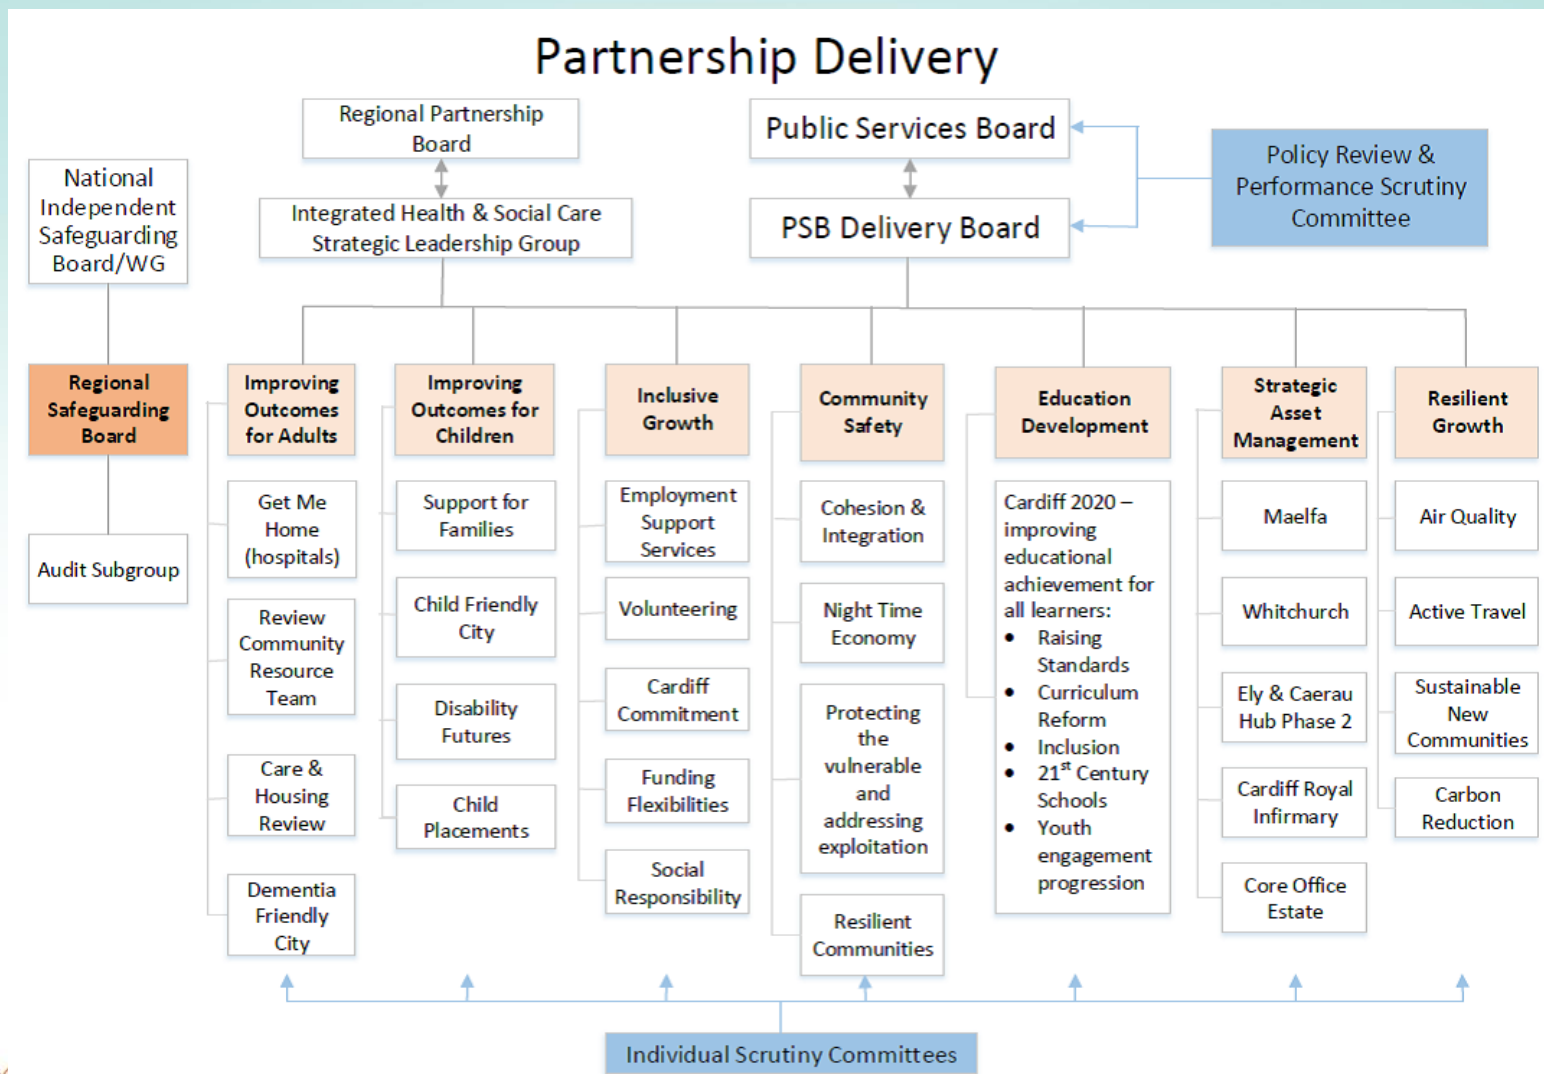 Partnership Delivery
Regional Partnership
Board
Public Services Board
Policy Review &
Performance Scrutiny
Committee
National
Independent
Safeguarding
Board/WG
Integrated Health & Social Care
Strategic Leadership Group
PSB Delivery Board
Regional
Safeguarding
Board
Audit Subgroup
Improving
Outcomes
for Adults
Get Me
Home
(hospitals)
Review
Community
Resource
Team
Care &
Housing
Review
Dementia
Friendly
City
Improving
Outcomes for
Children
Support for
Families
Child Friendly
City
Disability
Futures
Child
Placements
Inclusive
Growth
Employment
Support
Services
Volunteering
Cardiff
Commitment
Funding
Flexibilities
Social
Responsibility
Community
Safety
Cohesion &
Integration
Night Time
Economy
Protecting
the
vulnerable
and
addressing
exploitation
Resilient
Communities
Education
Development
Cardiff 2020 –
improving
educational
achievement for
all learners:
• Raising
Standards
• Curriculum
Reform
• Inclusion
• 21st Century
Schools
• Youth
engagement
progression
Strategic
Asset
Management
Maelfa
Whitchurch
Ely & Caerau
Hub Phase 2
Cardiff Royal
Infirmary
Core Office
Estate
Resilient
Growth
Air Quality
Active Travel
Sustainable
New
Communities
Carbon
Reduction
Individual Scrutiny Committees